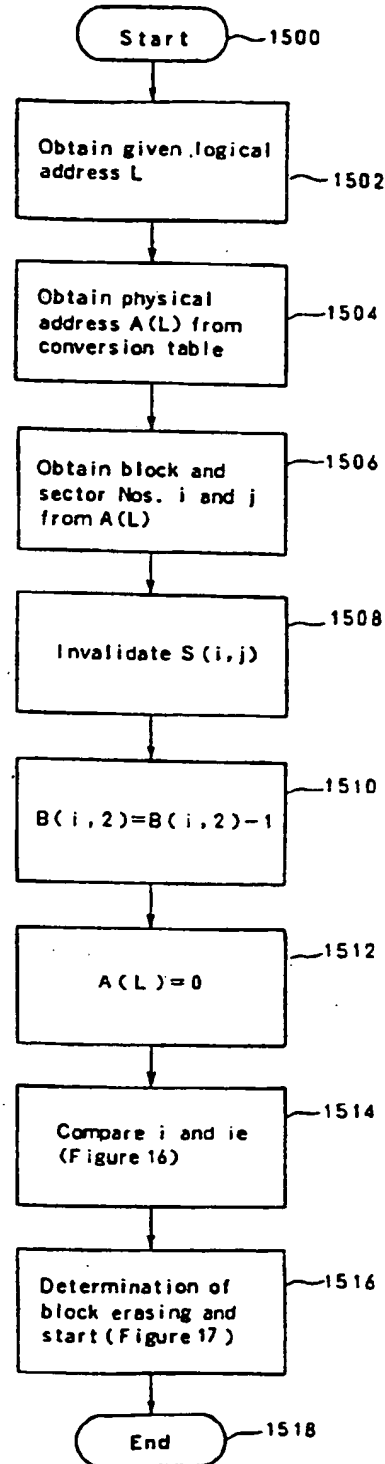 Start
1500
Obtain given logical
address L
1502
Obtain physical
address A(L) from
conversion table
1504
Obtain block and
sector Nos. i and j
from A(L)
1506
Invalidate S(i,j)
1508
B(i,2)=B(i,2)-1
1510
A(L)=0
1512
Compare i and ie
(Figure 16)
1514
Determination of
block erasing and
start (Figure 17)
1516
End
1518